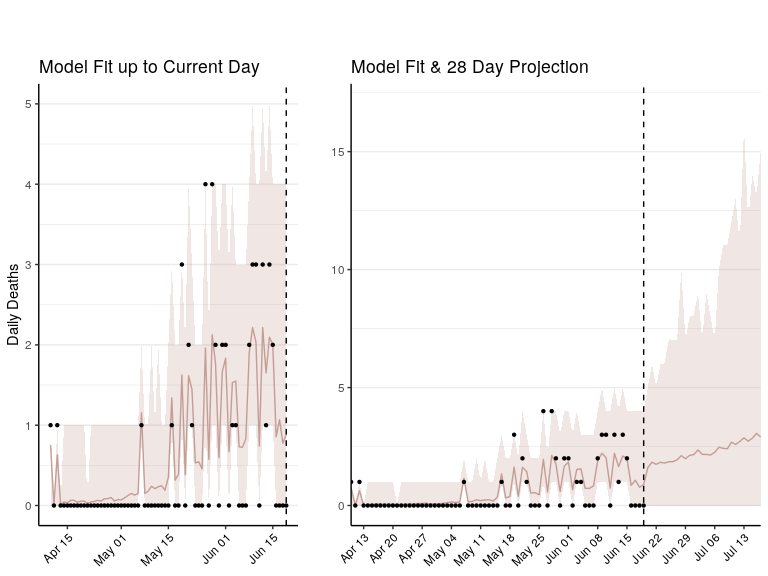 Model Fit up to Current Day
Daily Deaths
5
4
3
2
1
0
Apr 15
May 01
May 15
Jun 01
Jun 15
Model Fit & 28 Day Projection
15
10
5
0
Apr 13
Apr 20
Apr 27
May 04
May 11
May 18
May 25
Jun 01
Jun 08
Jun 15
Jun 22
Jun 29
Jul 06
Jul 13